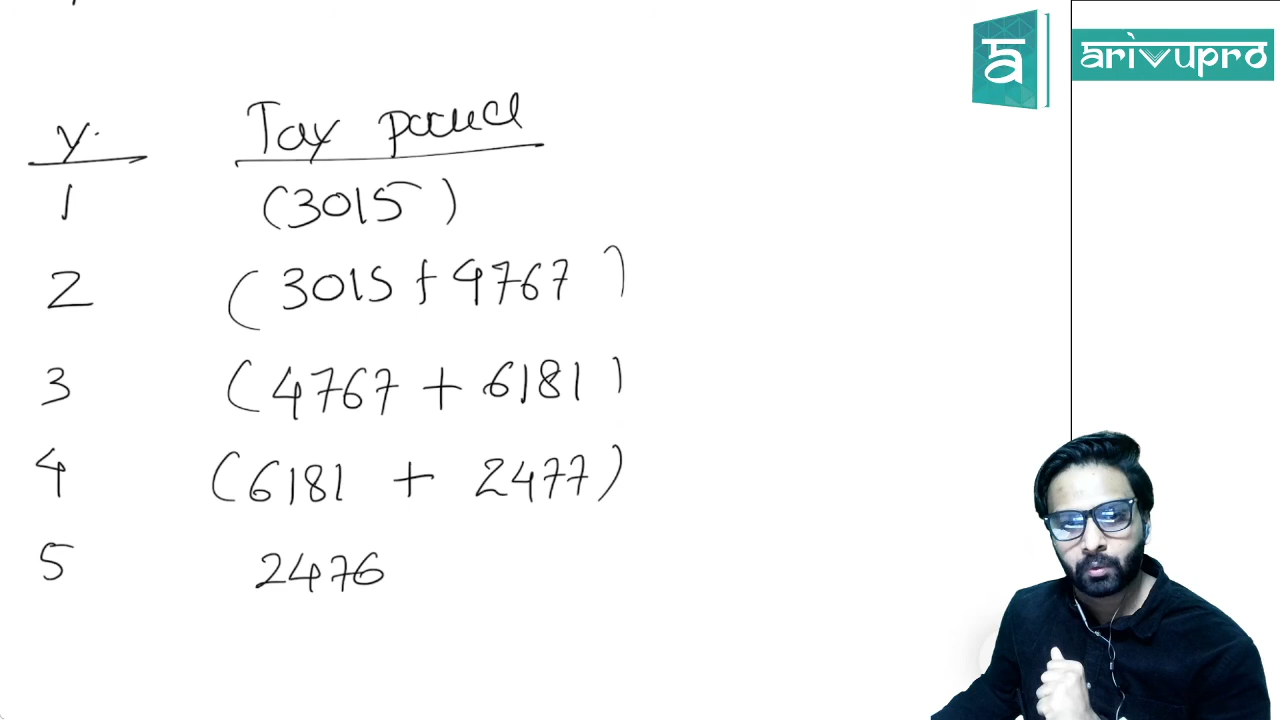 ā arivupro
Y. Tax paid
1 (3015)
2 (3015 + 4767)
3 (4767 + 6181)
4 (6181 + 2477)
5 2476